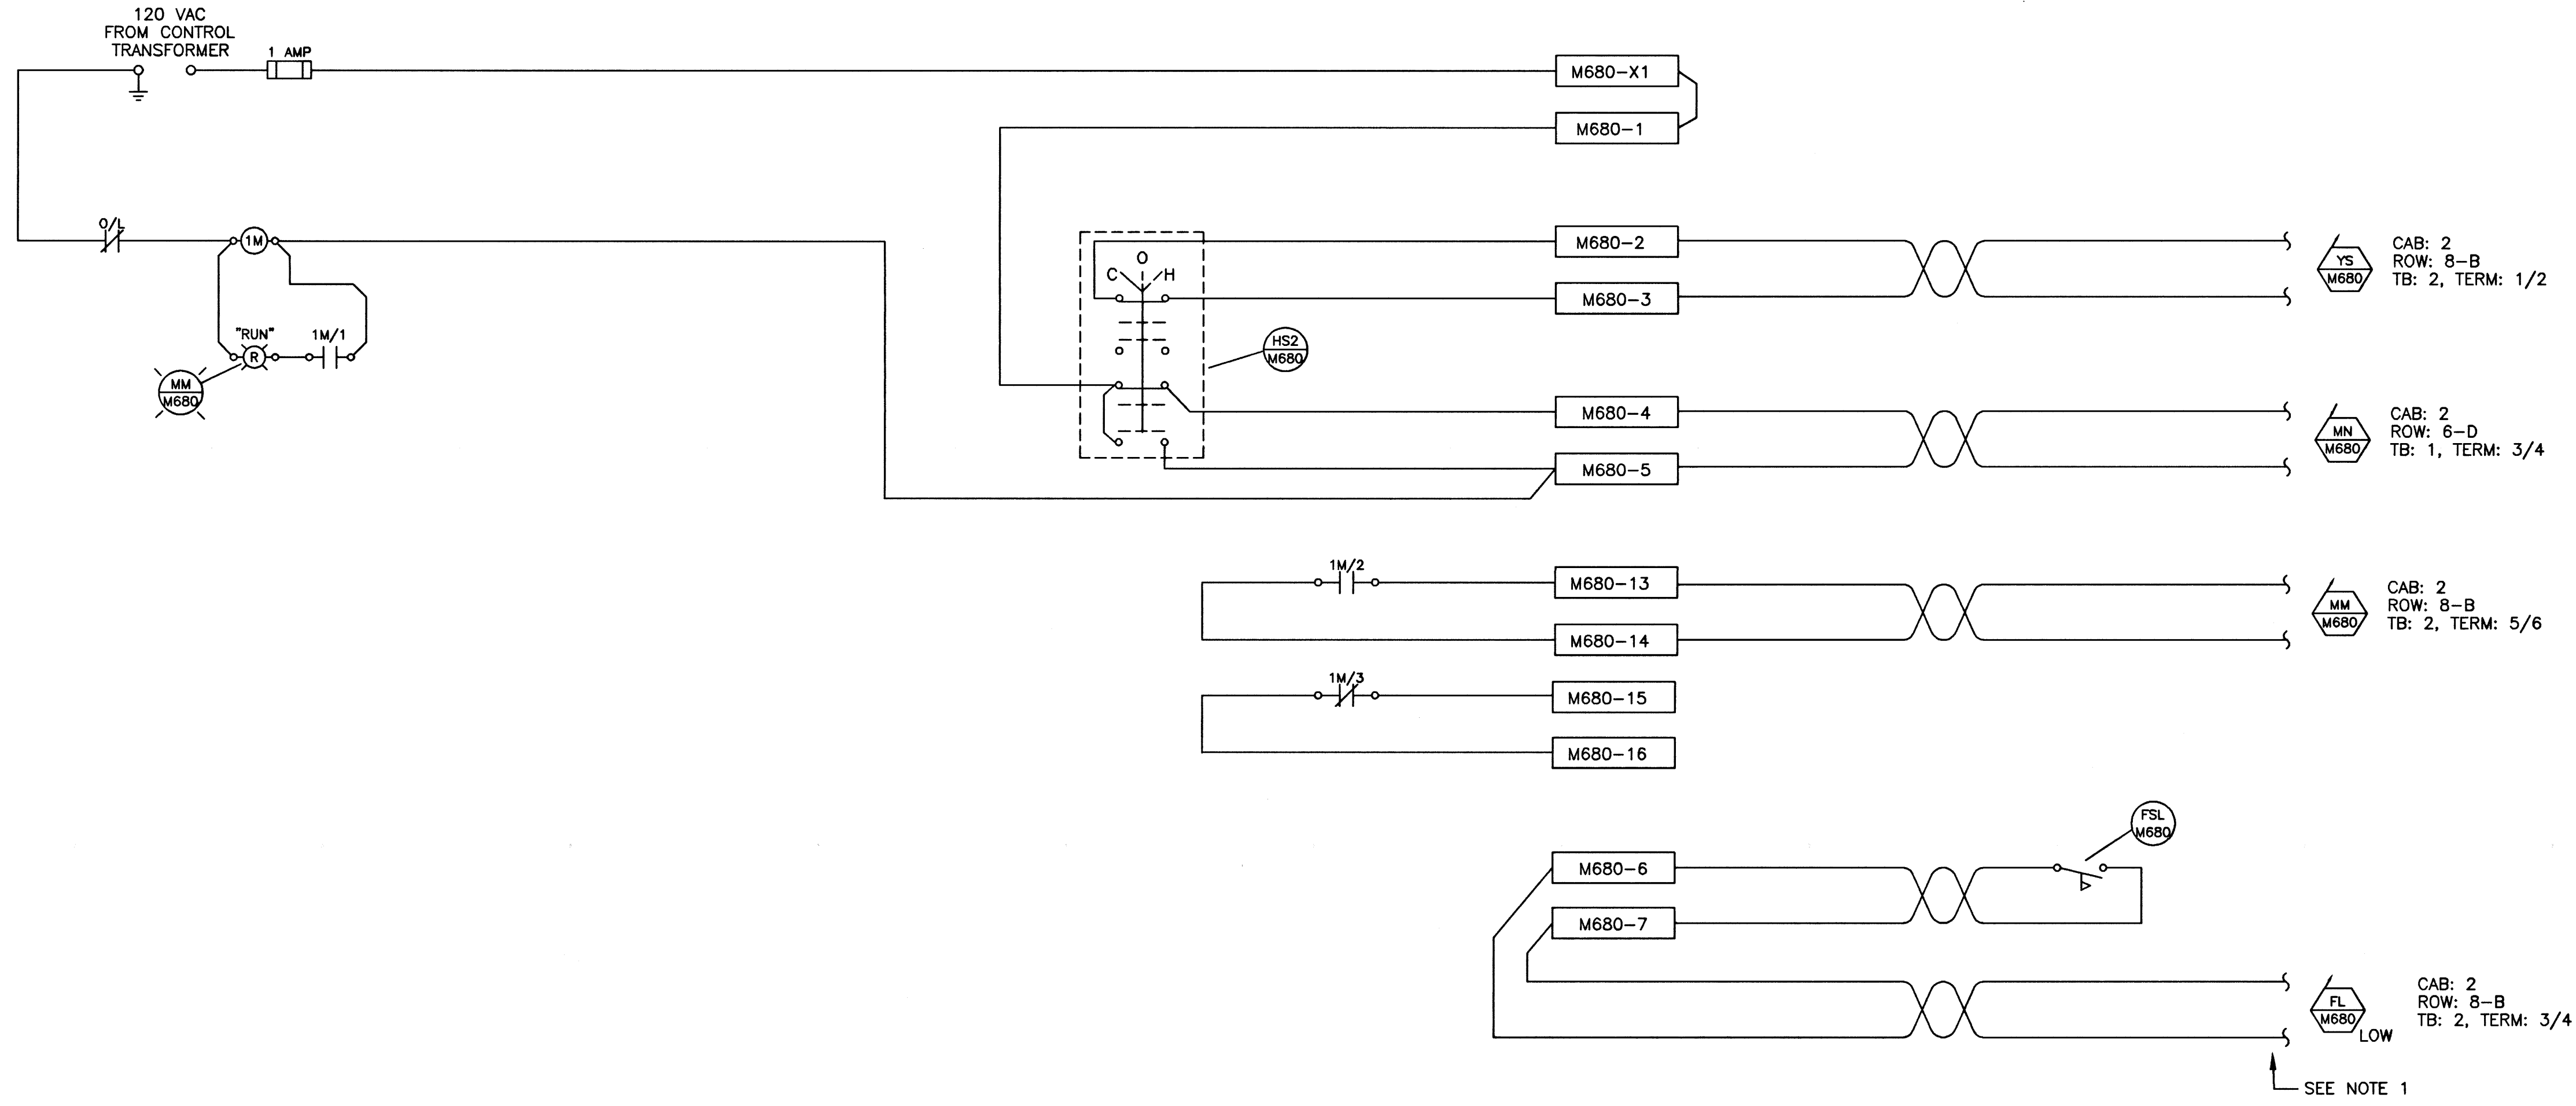 120 VAC
FROM CONTROL
TRANSFORMER
1 AMP
M680-X1
M680-1
O/L
1M
"RUN"
1M/1
R
MM
M680
O
C
H
HS2
M680
M680-2
M680-3
YS
M680
CAB: 2
ROW: 8-B
TB: 2, TERM: 1/2
M680-4
M680-5
MN
M680
CAB: 2
ROW: 6-D
TB: 1, TERM: 3/4
1M/2
M680-13
M680-14
MM
M680
CAB: 2
ROW: 8-B
TB: 2, TERM: 5/6
1M/3
M680-15
M680-16
FSL
M680
M680-6
M680-7
FL
M680
LOW
CAB: 2
ROW: 8-B
TB: 2, TERM: 3/4
SEE NOTE 1